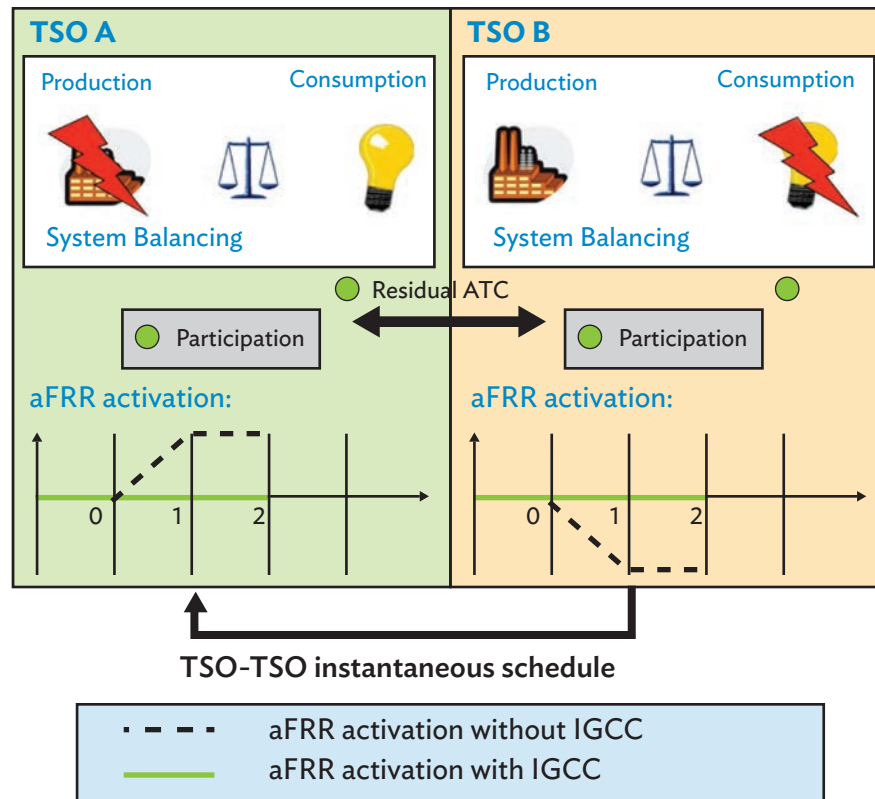 TSO A
TSO B
Production
Consumption
Production
Consumption
System Balancing
System Balancing
Residual ATC
Participation
Participation
aFRR activation:
aFRR activation:
0 1 2
0 1 2
TSO-TSO instantaneous schedule
aFRR activation without IGCC
aFRR activation with IGCC